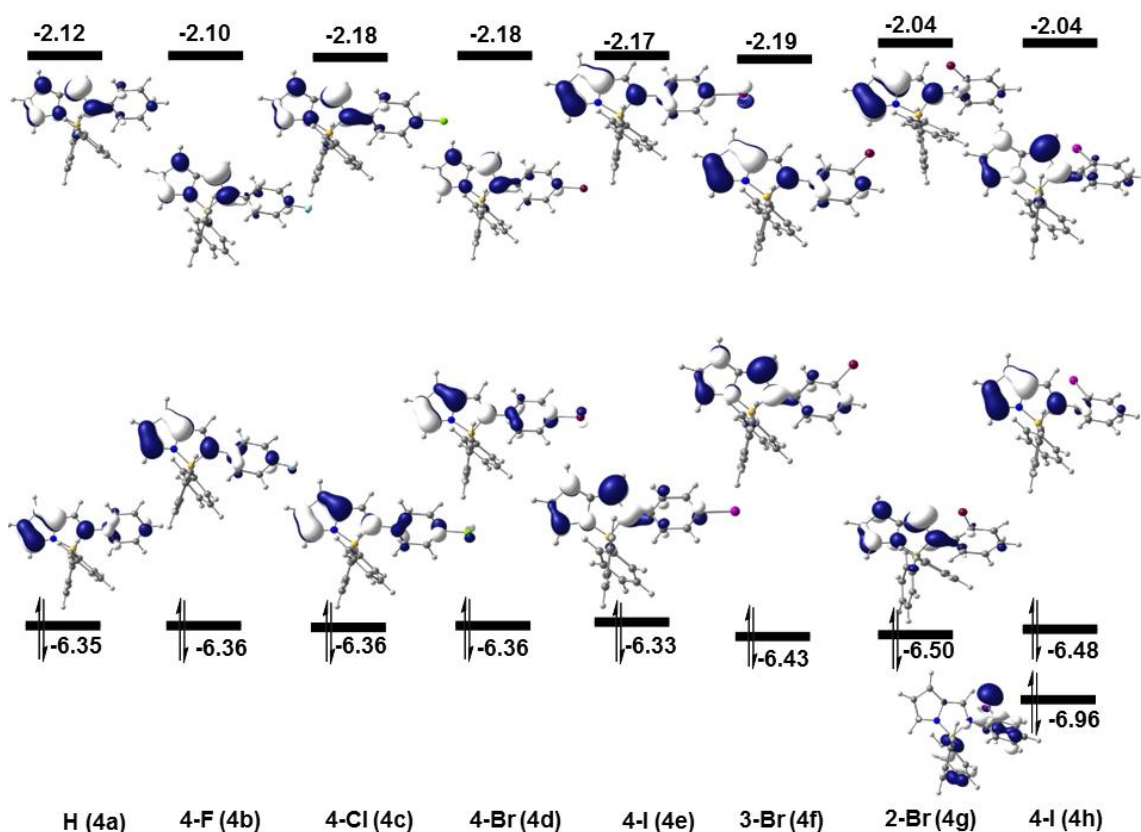 -2.12 -2.10 -2.18 -2.18 -2.17 -2.19 -2.04 -2.04
-6.35 -6.36 -6.36 -6.36 -6.33 -6.43 -6.50 -6.48
-6.96
H (4a) 4-F (4b) 4-Cl (4c) 4-Br (4d) 4-I (4e) 3-Br (4f) 2-Br (4g) 4-I (4h)